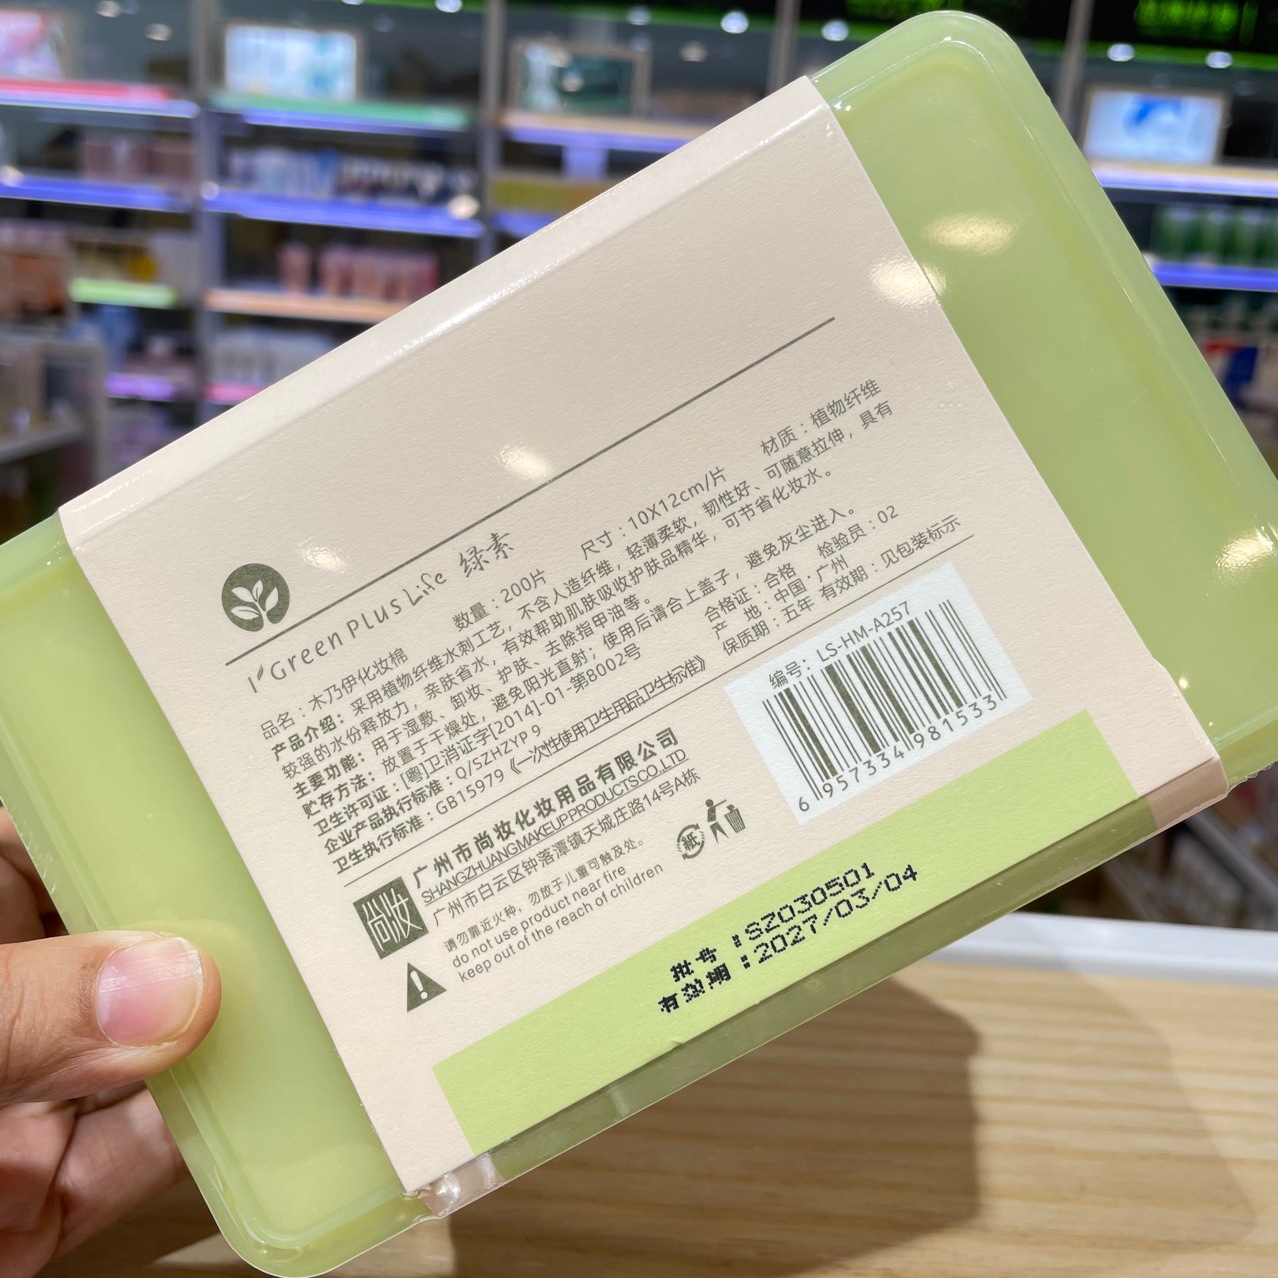 I'Green Plus Life 绿素
品名：木乃伊化妆棉 数量：200片 尺寸：10X12cm/片 材质：植物纤维
产品介绍：采用植物纤维水刺工艺，不含人造纤维，轻薄柔软，韧性好、可随意拉伸，具有
较强的水份释放力，亲肤省水，有效帮助肌肤吸收护肤品精华，可节省化妆水。
主要功能：用于湿敷、卸妆、护肤、去除指甲油等。
贮存方法：放置于干燥处，避免阳光直射；使用后请合上盖子，避免灰尘进入。
卫生许可证：[粤]卫消证字[2014]-01-第8002号 合格证：合格 检验员：02
企业产品执行标准：Q/SZHZYP 9 产 地：中国·广州
卫生执行标准：GB15979《一次性使用卫生用品卫生标准》 保质期：五年 有效期：见包装标示
尚妆
广州市尚妆化妆用品有限公司
SHANGZHUANG MAKEUP PRODUCTS CO.,LTD
广州市白云区钟落潭镇天城庄路14号A栋
请勿靠近火种，勿放于儿童可触及处。
do not use product near fire
keep out of the reach of children
纸
编号：LS-HM-A257
6 957334 981533
批号：SZ030501
有效期：2027/03/04